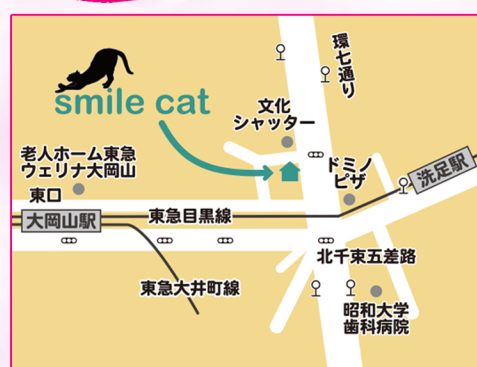 環七通り
smile cat
文化
シャッター
老人ホーム東急
ウェリナ大岡山
ドミノ
ピザ
洗足駅
東口
大岡山駅
東急目黒線
北千束五差路
東急大井町線
昭和大学
歯科病院